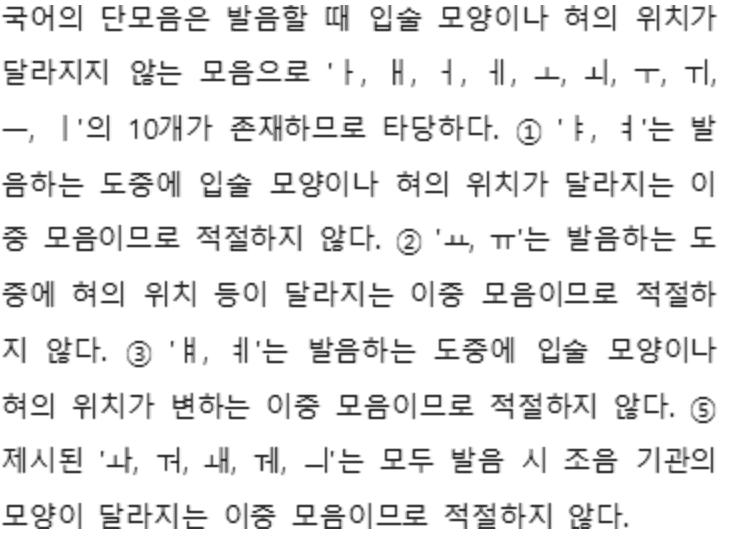 국어의 단모음은 발음할 때 입술 모양이나 혀의 위치가
달라지지 않는 모음으로 'ㅏ, ㅐ, ㅓ, ㅔ, ㅗ, ㅚ, ㅜ, ㅟ,
ㅡ, ㅣ'의 10개가 존재하므로 타당하다. ① 'ㅑ, ㅕ'는 발
음하는 도중에 입술 모양이나 혀의 위치가 달라지는 이
중 모음이므로 적절하지 않다. ② 'ㅛ, ㅠ'는 발음하는 도
중에 혀의 위치 등이 달라지는 이중 모음이므로 적절하
지 않다. ③ 'ㅒ, ㅖ'는 발음하는 도중에 입술 모양이나
혀의 위치가 변하는 이중 모음이므로 적절하지 않다. ⑤
제시된 'ㅘ, ㅝ, ㅙ, ㅞ, ㅢ'는 모두 발음 시 조음 기관의
모양이 달라지는 이중 모음이므로 적절하지 않다.